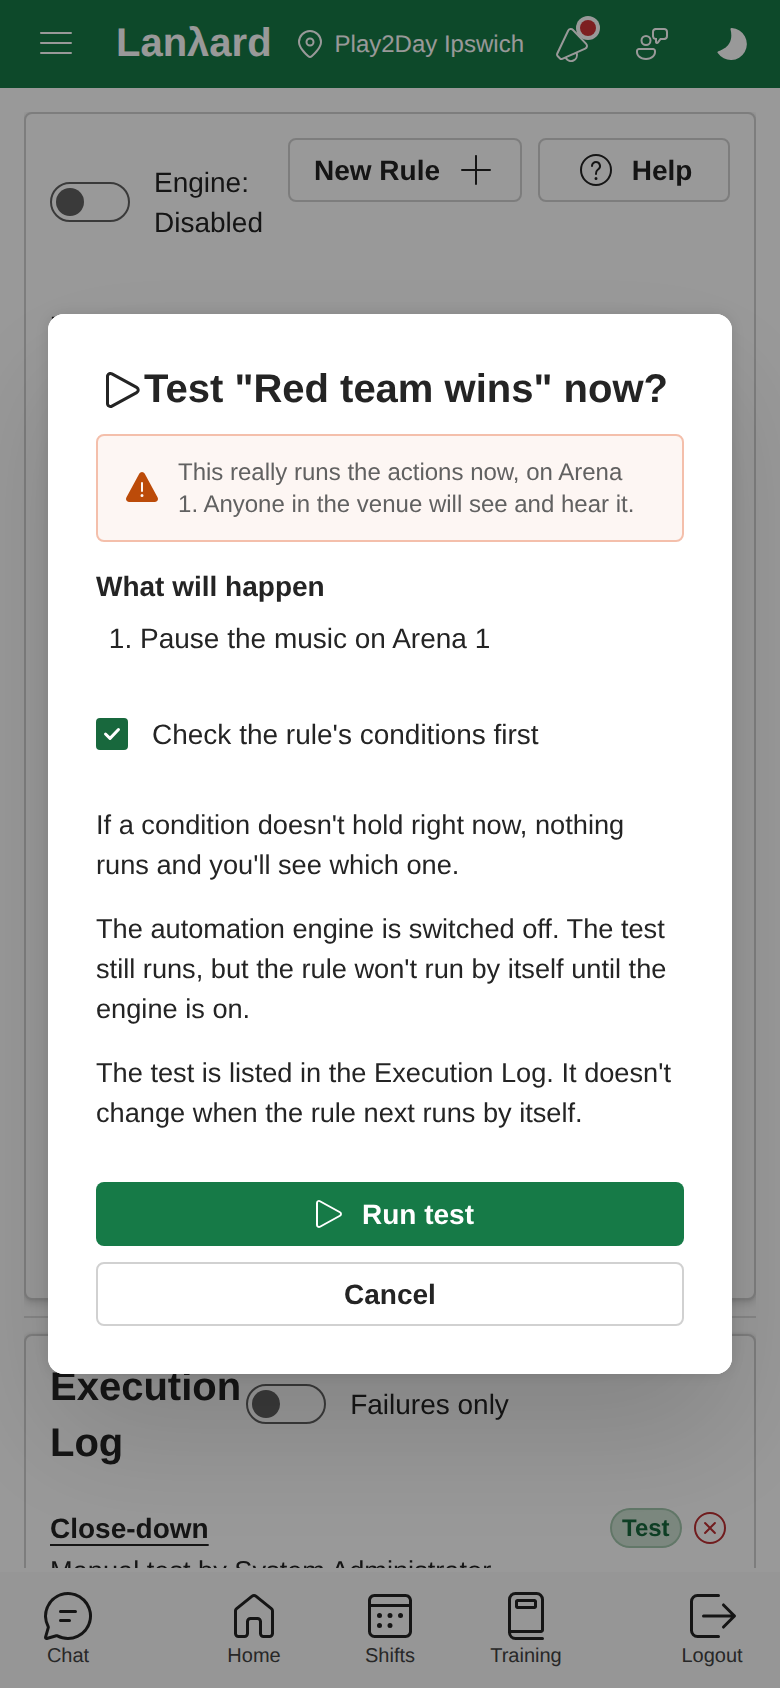 Lanλard
Play2Day Ipswich
Engine:
Disabled
New Rule
Help
Test "Red team wins" now?
This really runs the actions now, on Arena
1. Anyone in the venue will see and hear it.
What will happen
1. Pause the music on Arena 1
Check the rule's conditions first
If a condition doesn't hold right now, nothing
runs and you'll see which one.
The automation engine is switched off. The test
still runs, but the rule won't run by itself until the
engine is on.
The test is listed in the Execution Log. It doesn't
change when the rule next runs by itself.
Run test
Cancel
Execution
Log
Failures only
Close-down
Test
Manual test by System Administrator
Chat
Home
Shifts
Training
Logout